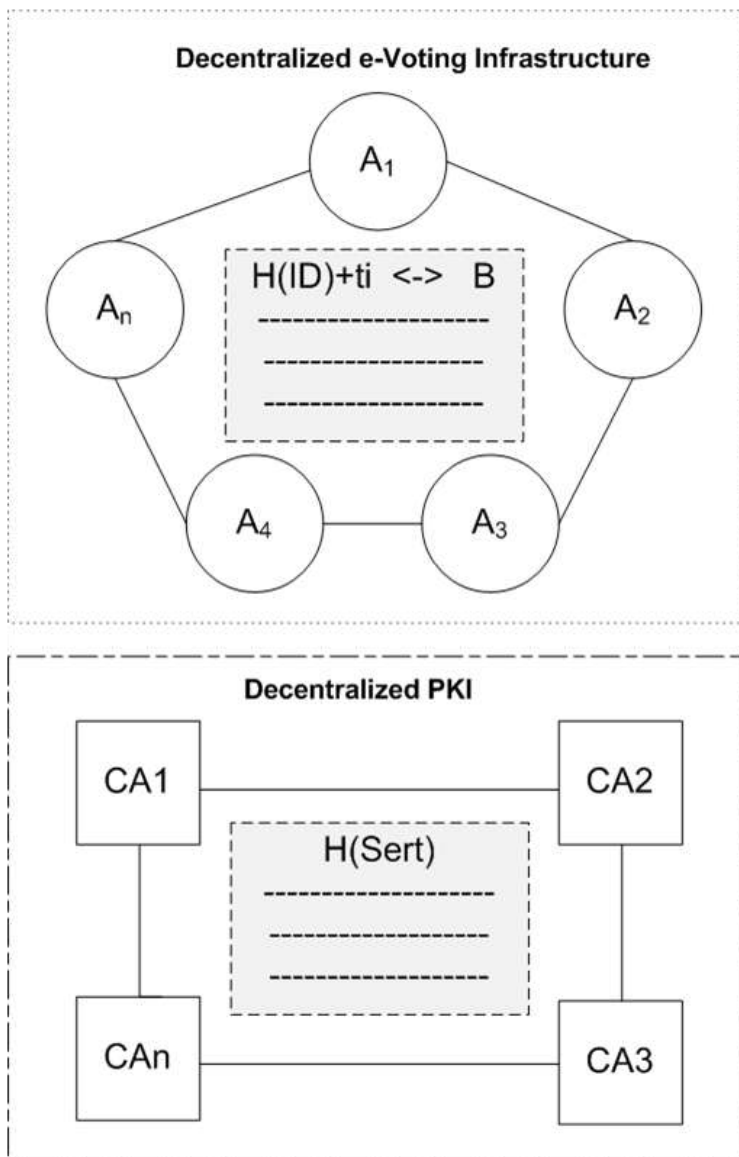 Decentralized e-Voting Infrastructure
A₁
Aₙ
H(ID)+ti <-> B
---------------------
--------------------
--------------------
A₂
A₄
A₃
Decentralized PKI
CA1
CA2
H(Sert)
---------------------
--------------------
--------------------
CAn
CA3